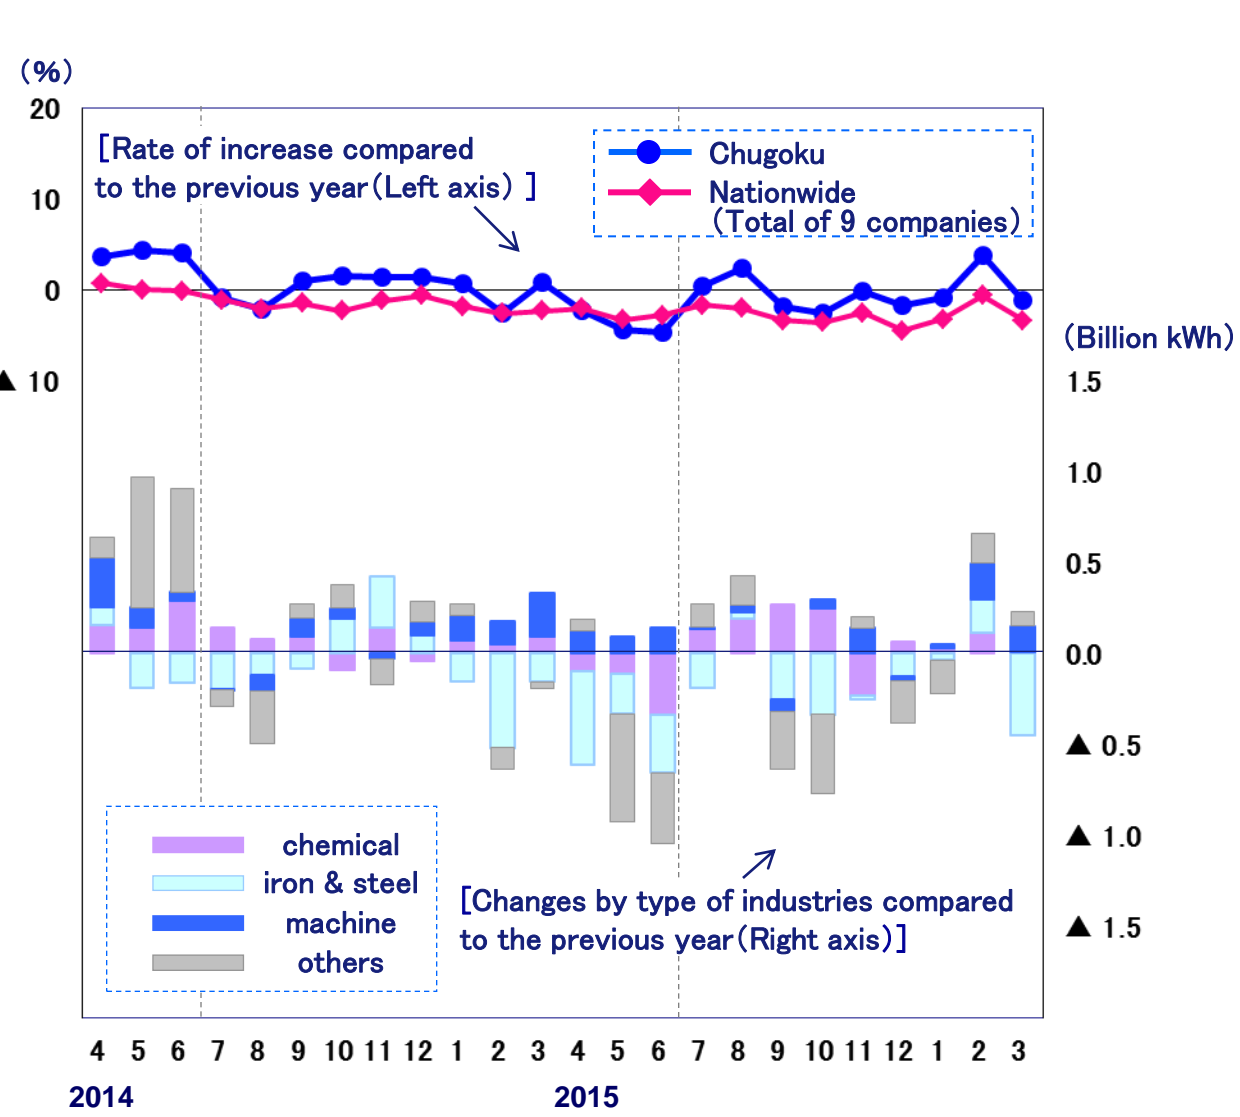 (%)
20
[Rate of increase compared
to the previous year(Left axis) ]
Chugoku
Nationwide
(Total of 9 companies)
10
0
(Billion kWh)
▲ 10
1.5
1.0
0.5
0.0
▲ 0.5
▲ 1.0
▲ 1.5
chemical
iron & steel
machine
others
[Changes by type of industries compared
to the previous year(Right axis)]
4 5 6 7 8 9 10 11 12 1 2 3 4 5 6 7 8 9 10 11 12 1 2 3
2014 2015